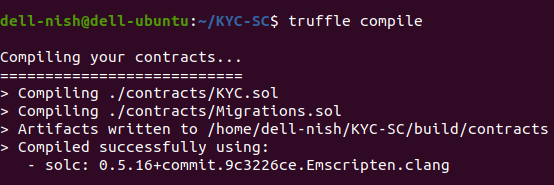 dell-nish@dell-ubuntu:~/KYC-SC$ truffle compile
Compiling your contracts...
===========================
> Compiling ./contracts/KYC.sol
> Compiling ./contracts/Migrations.sol
> Artifacts written to /home/dell-nish/KYC-SC/build/contracts
> Compiled successfully using:
   - solc: 0.5.16+commit.9c3226ce.Emscripten.clang